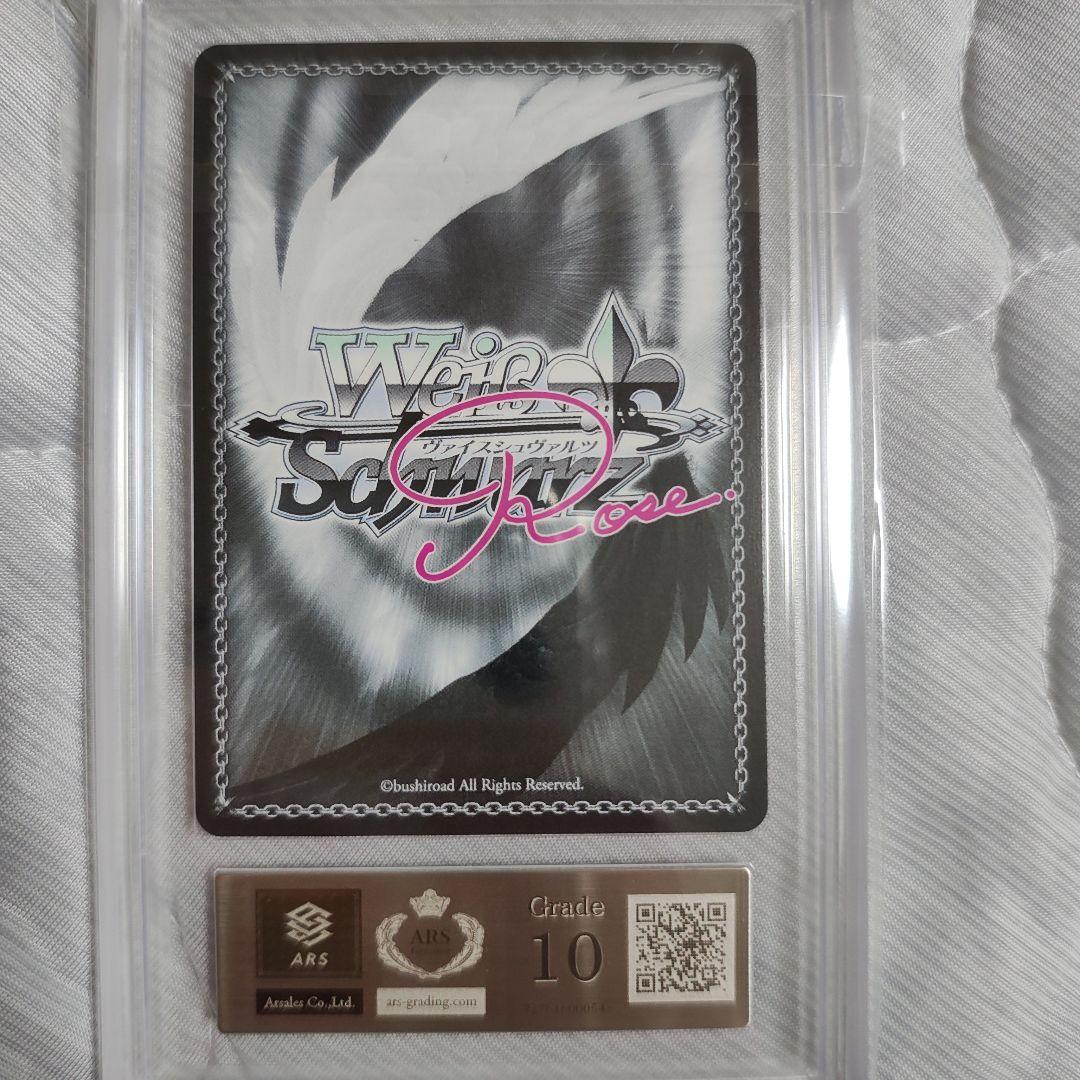 Weiß
Schwarz
ヴァイスシュヴァルツ
Rose.
©bushiroad All Rights Reserved.
ARS
Arsales Co.,Ltd.
ARS
ars-grading.com
Grade
10